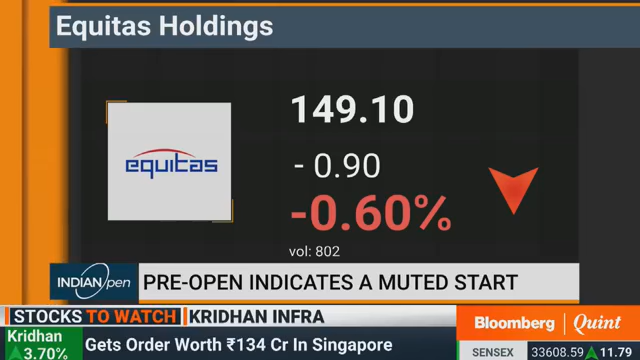 Equitas Holdings
149.10
- 0.90
-0.60%
vol: 802
equitas
INDIAN open
PRE-OPEN INDICATES A MUTED START
STOCKS TO WATCH KRIDHAN INFRA
Bloomberg Quint
Kridhan
3.70%
Gets Order Worth ₹134 Cr In Singapore
SENSEX 33608.59 11.79